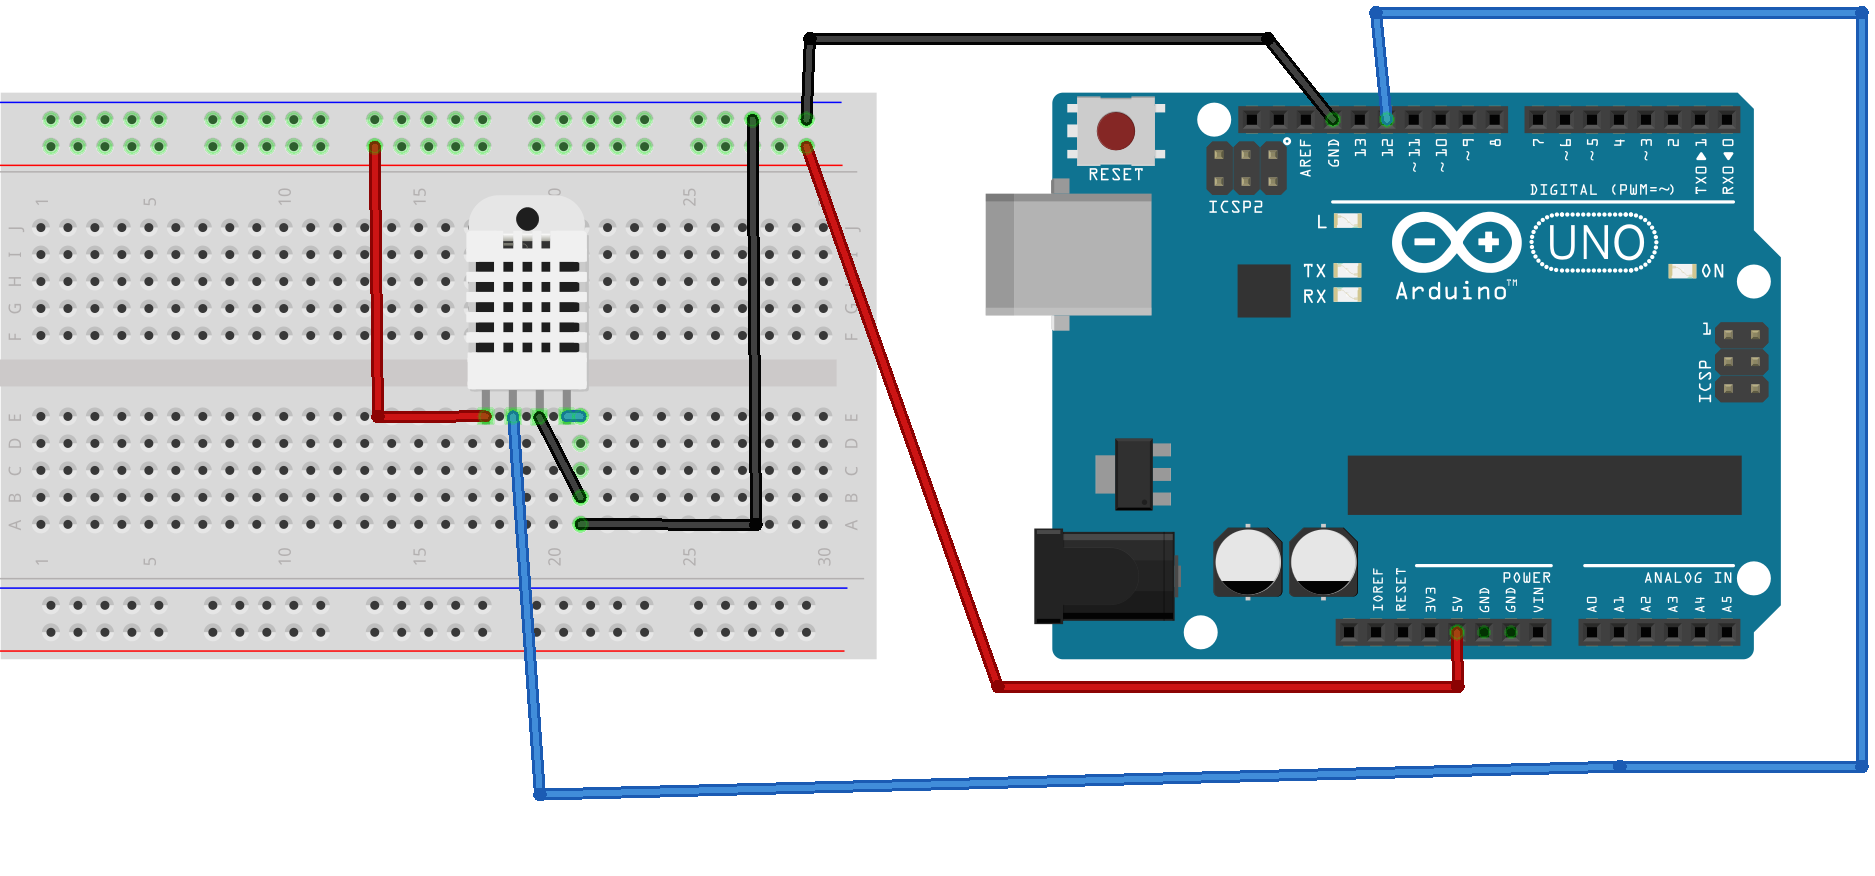 1 5 10 15 0 25
J J
I I
H H
G G
F
E E
D D
C C
B B
A A
1 5 10 15 20 25 30
RESET
ICSP2
AREF
GND
13
12
~11
~10
~9
8
7
~6
~5
4
~3
2
TX0▶1
RX0◀0
DIGITAL (PWM=~)
L
TX
RX
UNO
Arduino™
ON
1
ICSP
IOREF
RESET
3V3
5V
GND
GND
VIN
POWER
ANALOG IN
A0
A1
A2
A3
A4
A5